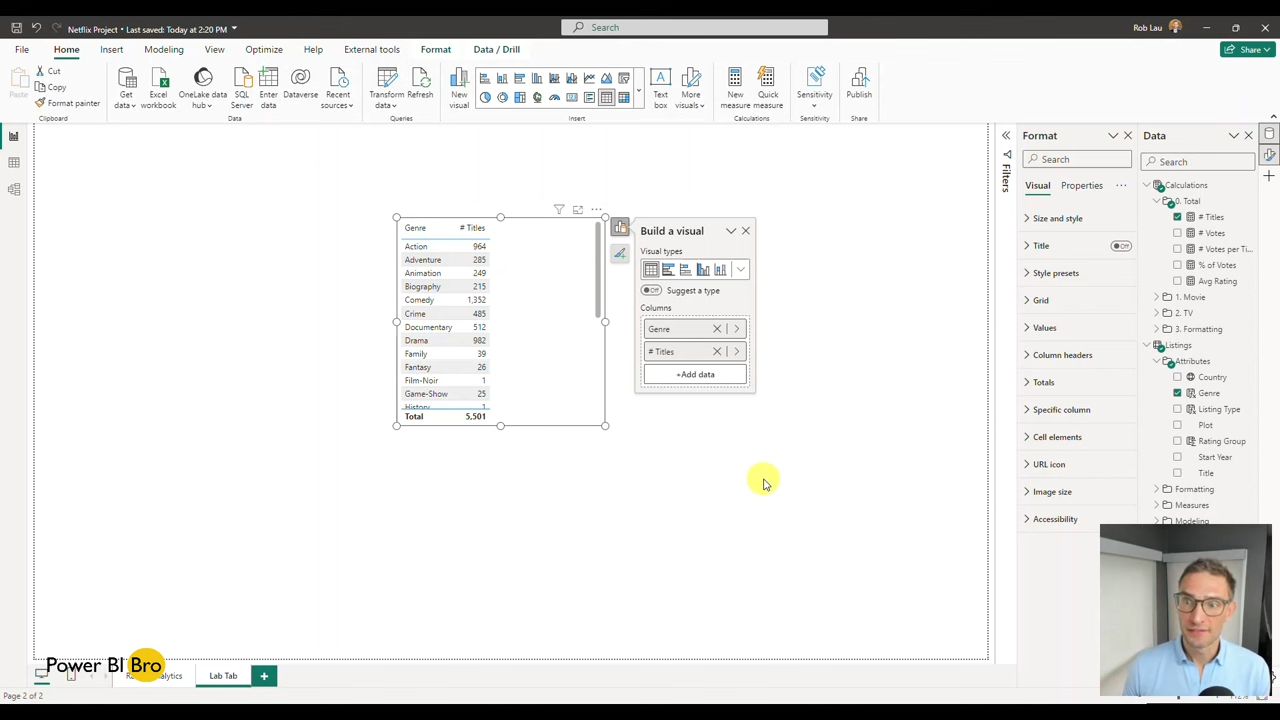 Netflix Project • Last saved: Today at 2:20 PM
Search
Rob Lau
File Home Insert Modeling View Optimize Help External tools Format Data / Drill
Share
Paste
Cut
Copy
Format painter
Get data
Excel workbook
OneLake data hub
SQL Server
Enter data
Dataverse
Recent sources
Transform data
Refresh
New visual
Text box
More visuals
New measure
Quick measure
Sensitivity
Publish
Clipboard
Data
Queries
Insert
Calculations
Sensitivity
Share
Genre # Titles
Action 964
Adventure 285
Animation 249
Biography 215
Comedy 1,352
Crime 485
Documentary 512
Drama 982
Family 39
Fantasy 26
Film-Noir 1
Game-Show 25
History 1
Total 5,501
Build a visual
Visual types
Off Suggest a type
Columns
Genre
# Titles
+Add data
Filters
Format
Search
Visual Properties
Size and style
Title Off
Style presets
Grid
Values
Column headers
Totals
Specific column
Cell elements
URL icon
Image size
Accessibility
Data
Search
Calculations
0. Total
# Titles
# Votes
# Votes per Ti...
% of Votes
Avg Rating
1. Movie
2. TV
3. Formatting
Listings
Attributes
Country
Genre
Listing Type
Plot
Rating Group
Start Year
Title
Formatting
Measures
Modeling
Power BI Bro
Lab Tab
Page 2 of 2